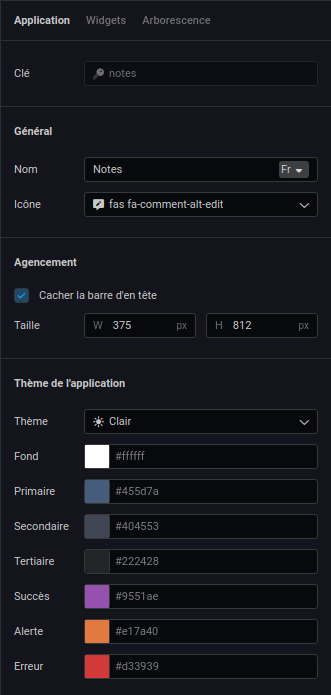 Application Widgets Arborescence
Clé notes
Général
Nom Notes Fr
Icône fas fa-comment-alt-edit
Agencement
Cacher la barre d'en tête
Taille W 375 px H 812 px
Thème de l'application
Thème Clair
Fond #ffffff
Primaire #455d7a
Secondaire #404553
Tertiaire #222428
Succès #9551ae
Alerte #e17a40
Erreur #d33939